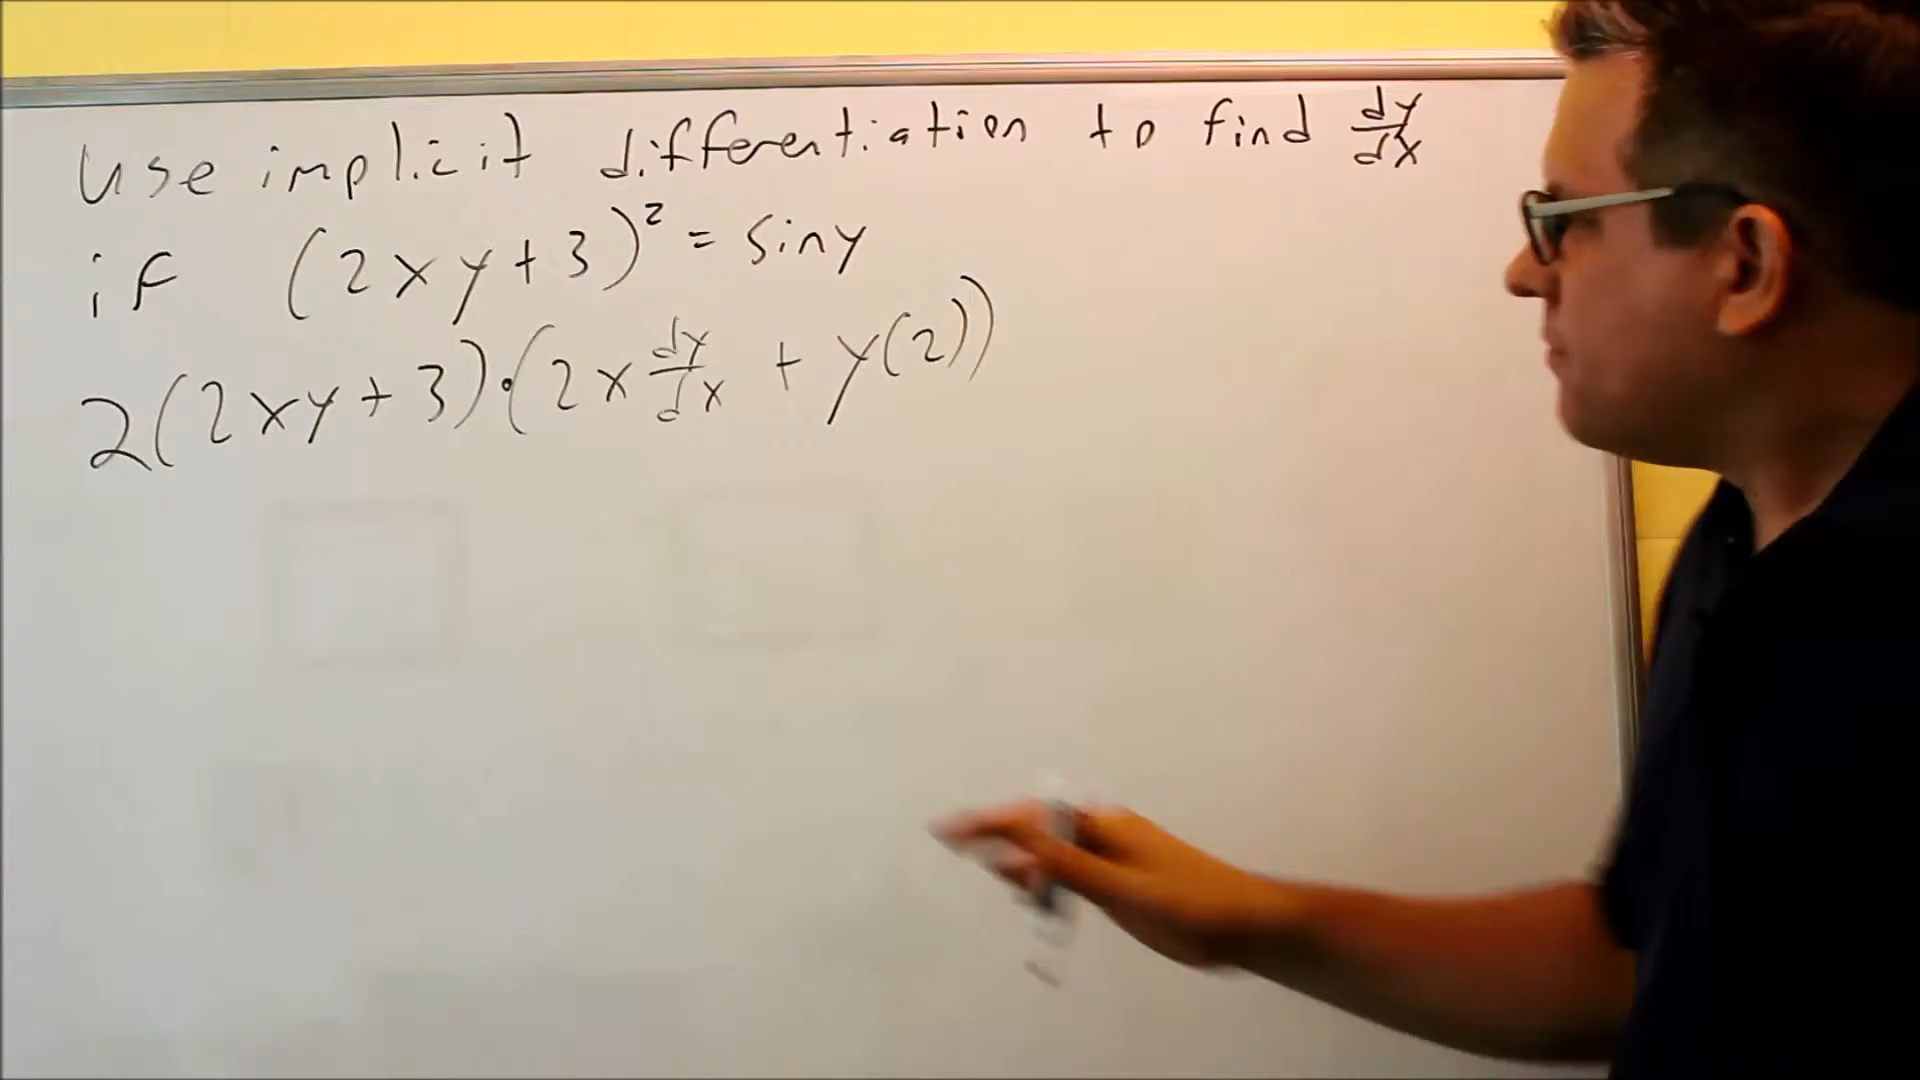 Use implicit differentiation to find dy/dx
if (2xy+3)² = siny
2(2xy+3)·(2x dy/dx + y(2))